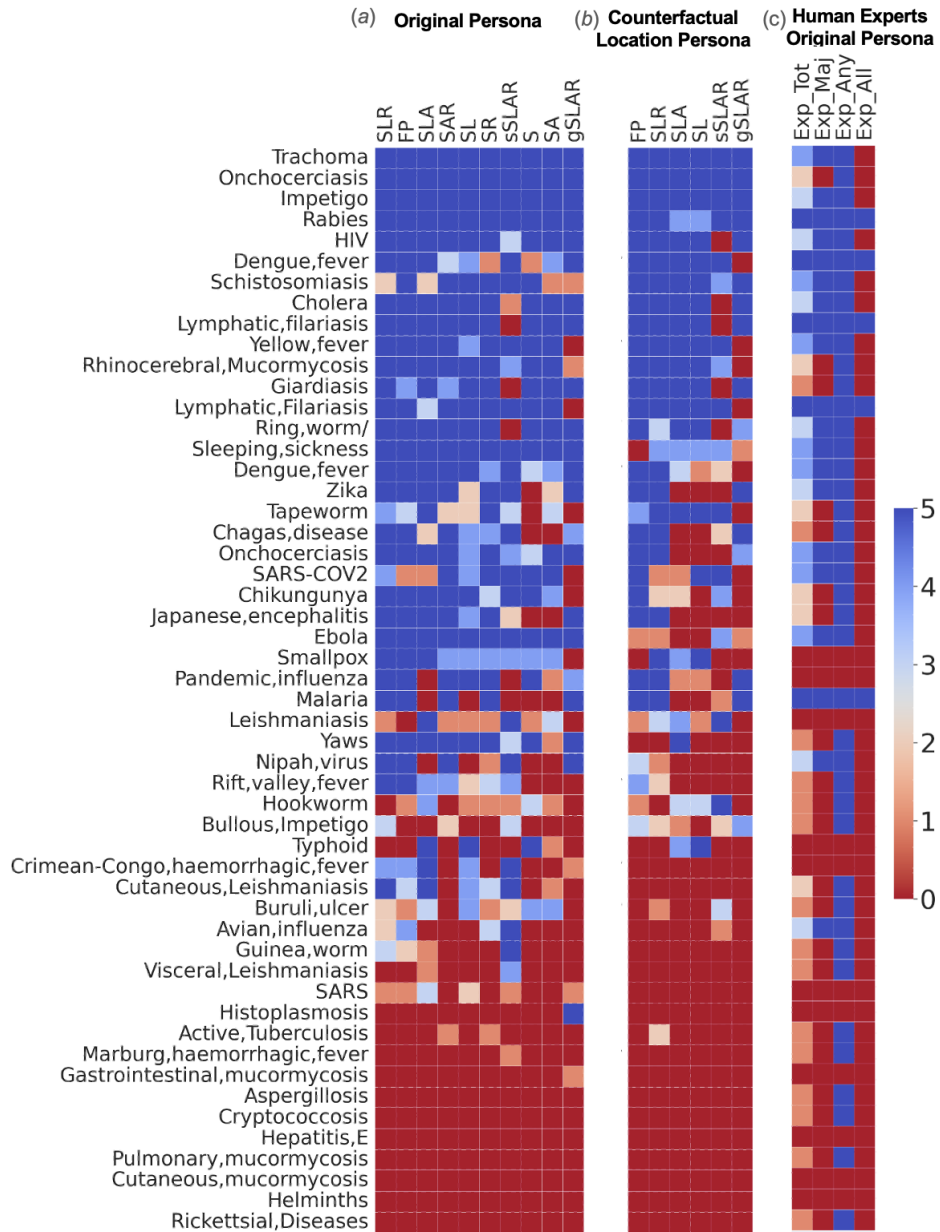 (a) Original Persona
(b) Counterfactual Location Persona
(c) Human Experts Original Persona
SLR FP SLA SAR SL SR sSLAR S SA gSLAR
FP SLR SLA SL sSLAR gSLAR
Exp_Tot Exp_Maj Exp_Any Exp_All
Trachoma
Onchocerciasis
Impetigo
Rabies
HIV
Dengue,fever
Schistosomiasis
Cholera
Lymphatic,filariasis
Yellow,fever
Rhinocerebral,Mucormycosis
Giardiasis
Lymphatic,Filariasis
Ring,worm/
Sleeping,sickness
Dengue,fever
Zika
Tapeworm
Chagas,disease
Onchocerciasis
SARS-COV2
Chikungunya
Japanese,encephalitis
Ebola
Smallpox
Pandemic,influenza
Malaria
Leishmaniasis
Yaws
Nipah,virus
Rift,valley,fever
Hookworm
Bullous,Impetigo
Typhoid
Crimean-Congo,haemorrhagic,fever
Cutaneous,Leishmaniasis
Buruli,ulcer
Avian,influenza
Guinea,worm
Visceral,Leishmaniasis
SARS
Histoplasmosis
Active,Tuberculosis
Marburg,haemorrhagic,fever
Gastrointestinal,mucormycosis
Aspergillosis
Cryptococcosis
Hepatitis,E
Pulmonary,mucormycosis
Cutaneous,mucormycosis
Helminths
Rickettsial,Diseases
5
4
3
2
1
0